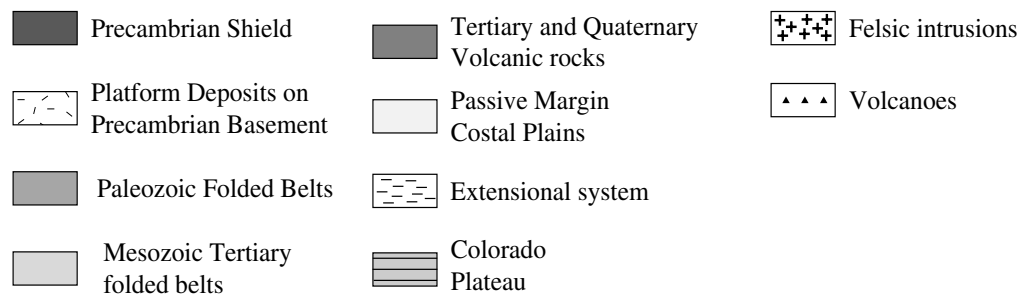 Precambrian Shield
Platform Deposits on
Precambrian Basement
Paleozoic Folded Belts
Mesozoic Tertiary
folded belts
Tertiary and Quaternary
Volcanic rocks
Passive Margin
Costal Plains
Extensional system
Colorado
Plateau
Felsic intrusions
Volcanoes